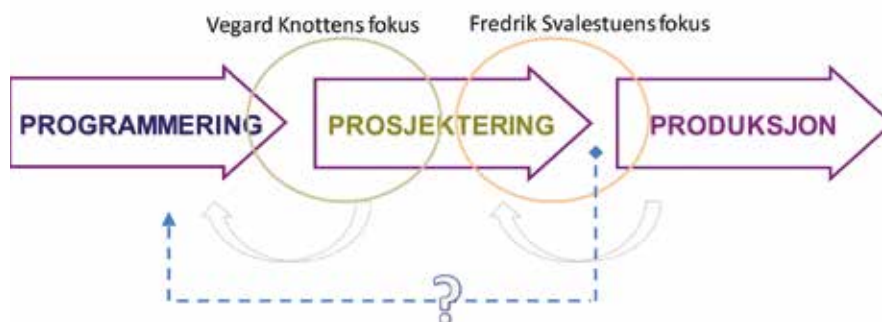 Vegard Knottens fokus
Fredrik Svalestuens fokus
PROGRAMMERING
PROSJEKTERING
PRODUKSJON
?